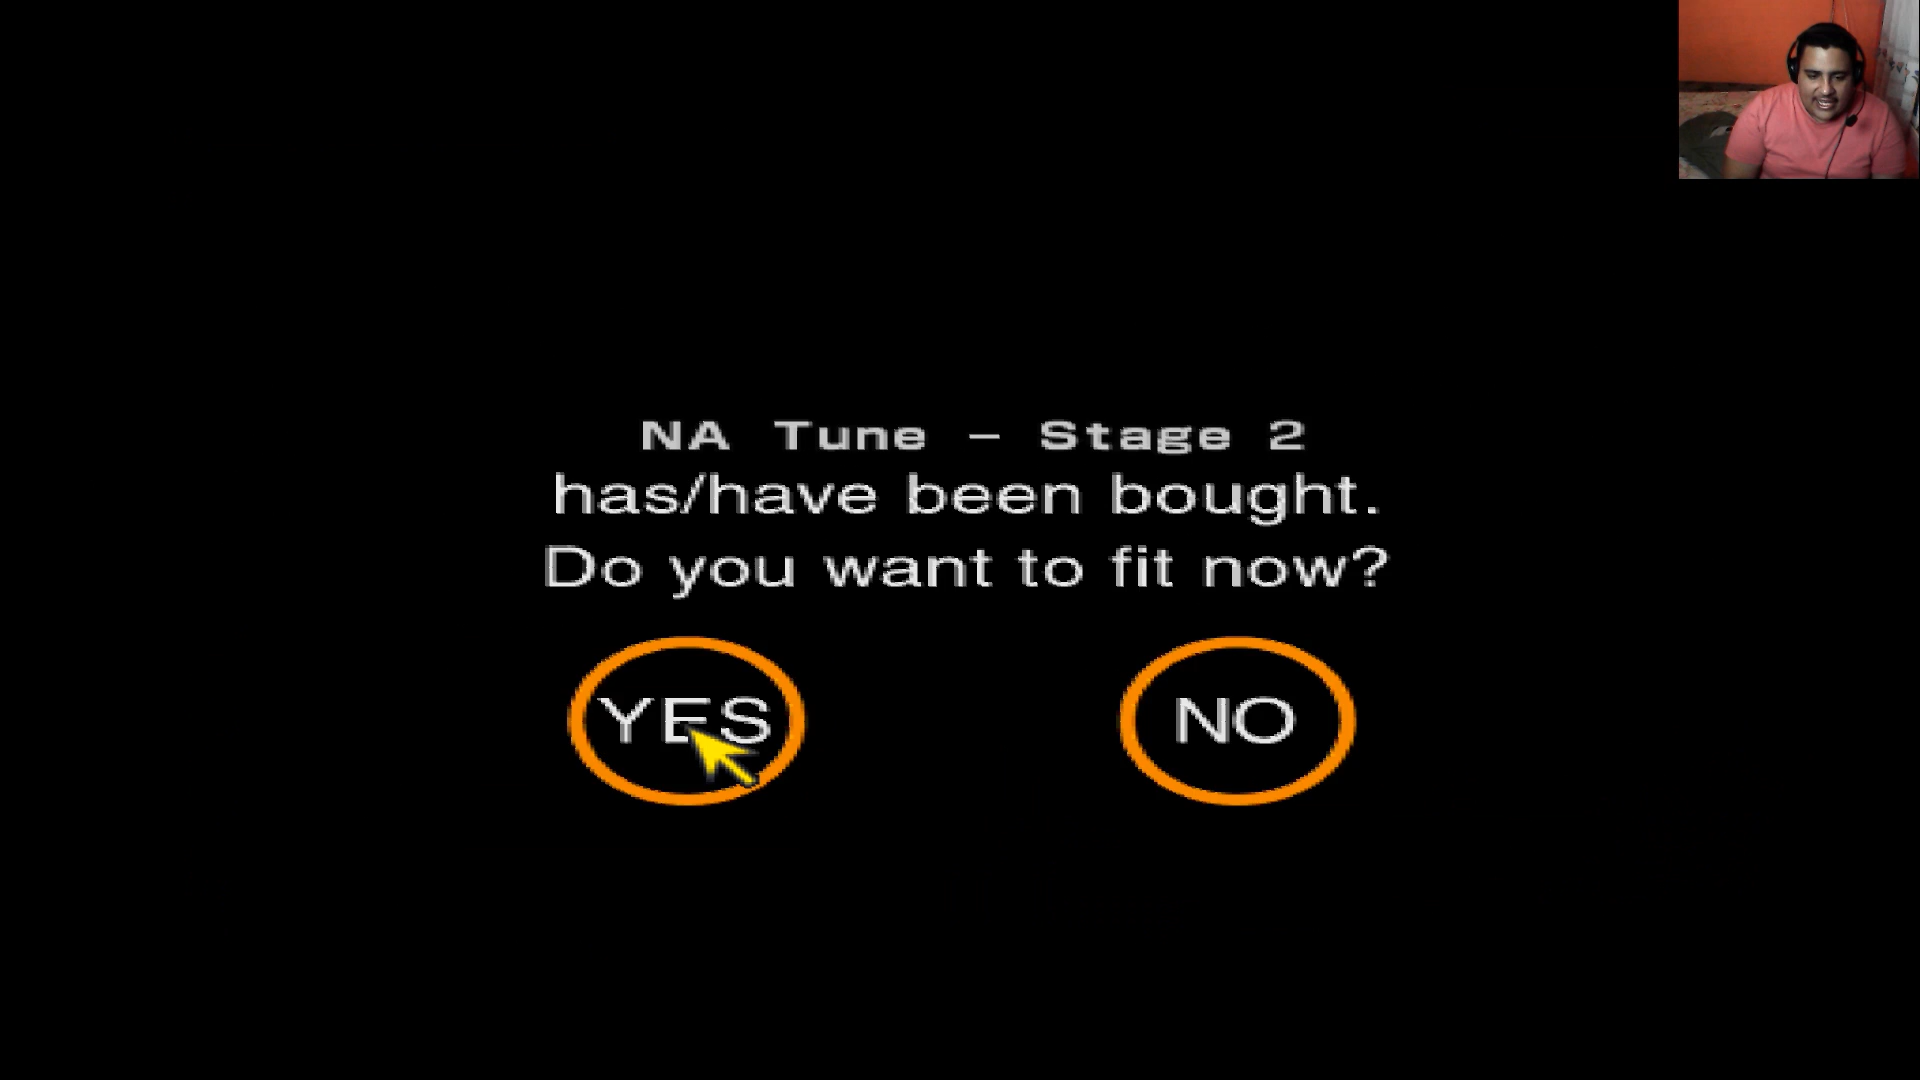 NA Tune - Stage 2
has/have been bought.
Do you want to fit now?
YES NO